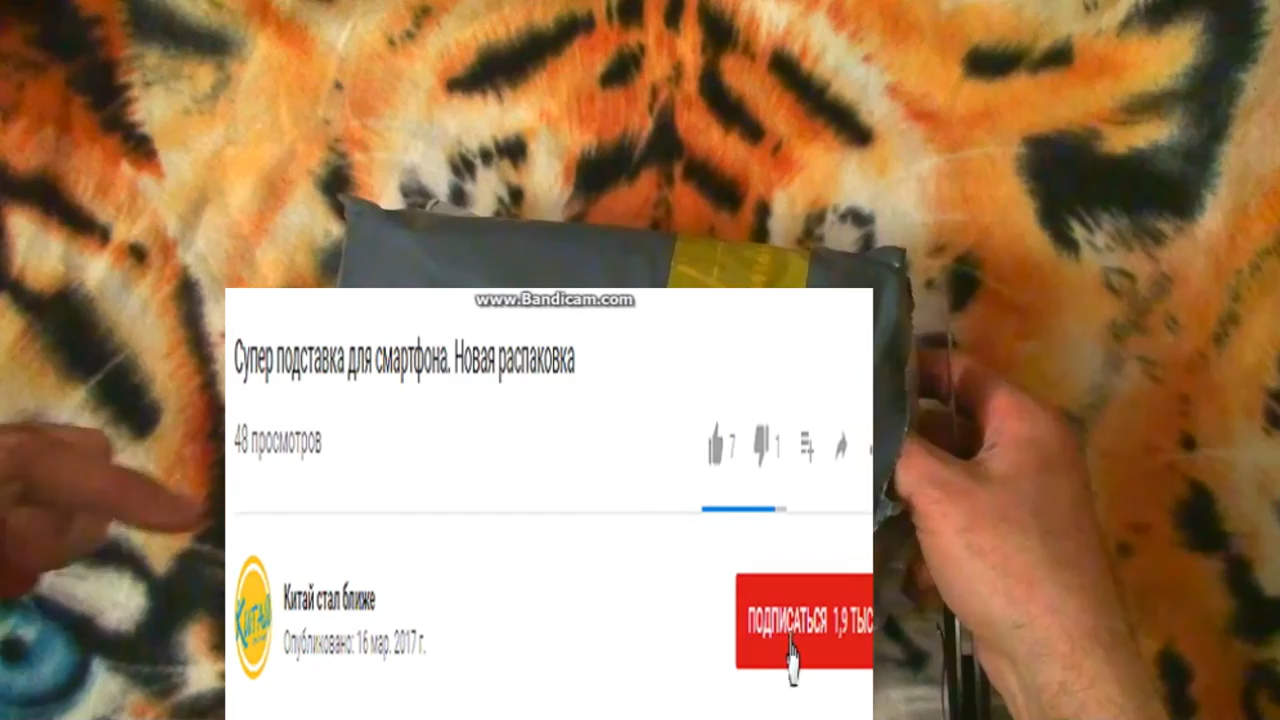 www.Bandicam.com
Супер подставка для смартфона. Новая распаковка
48 просмотров
7 1
Китай стал ближе
Опубликовано: 16 мар. 2017 г.
ПОДПИСАТЬСЯ 1,9 ТЫС
КИТАЙ